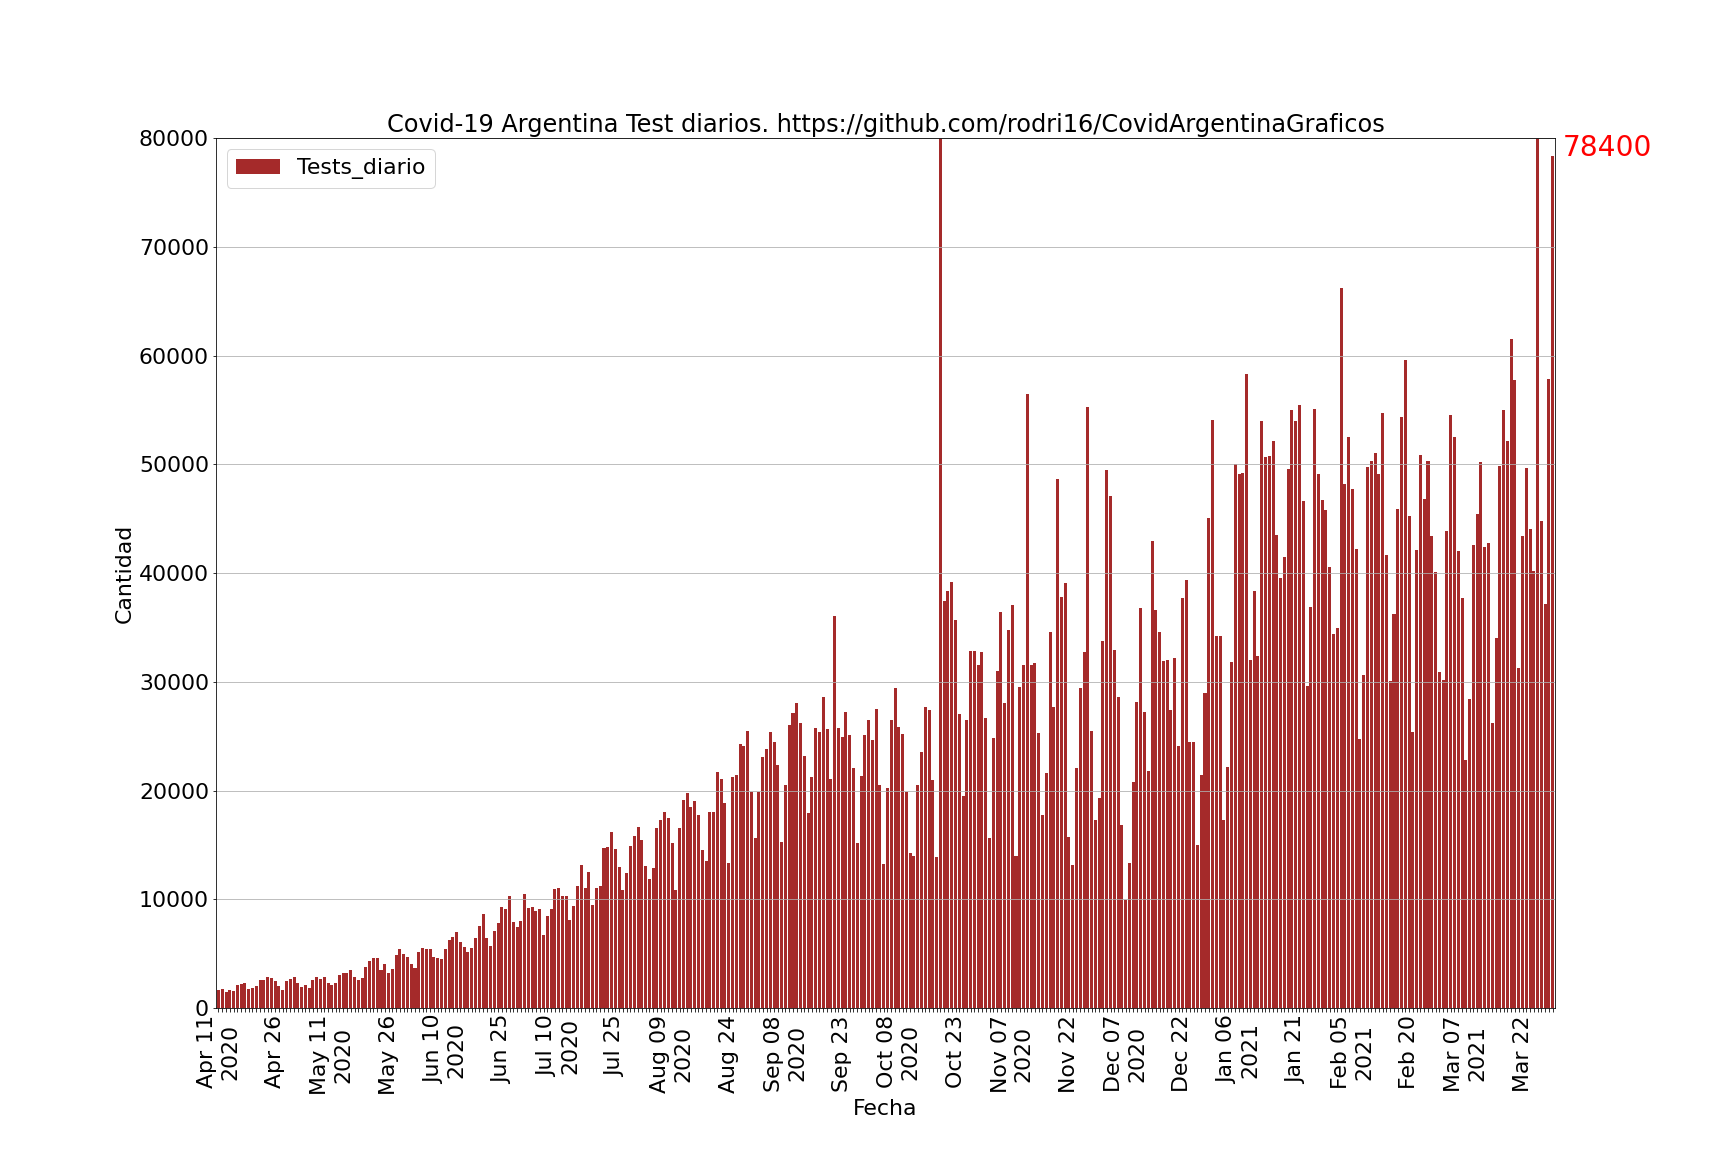 Covid-19 Argentina Test diarios. https://github.com/rodri16/CovidArgentinaGraficos
78400
Tests_diario
80000
70000
60000
50000
40000
30000
20000
10000
0
Cantidad
Apr 11
2020
Apr 26
May 11
2020
May 26
Jun 10
2020
Jun 25
Jul 10
2020
Jul 25
Aug 09
2020
Aug 24
Sep 08
2020
Sep 23
Oct 08
2020
Oct 23
Nov 07
2020
Nov 22
Dec 07
2020
Dec 22
Jan 06
2021
Jan 21
Feb 05
2021
Feb 20
Mar 07
2021
Mar 22
Fecha